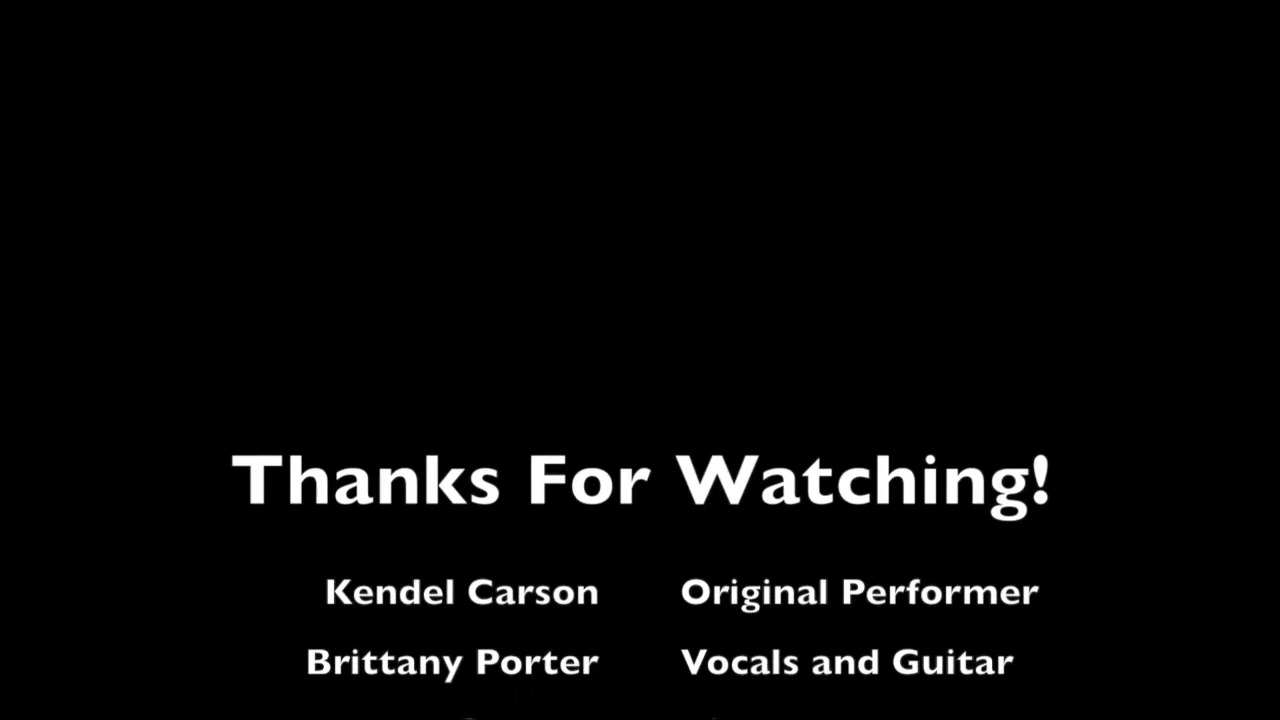 Thanks For Watching!
Kendel Carson Original Performer
Brittany Porter Vocals and Guitar